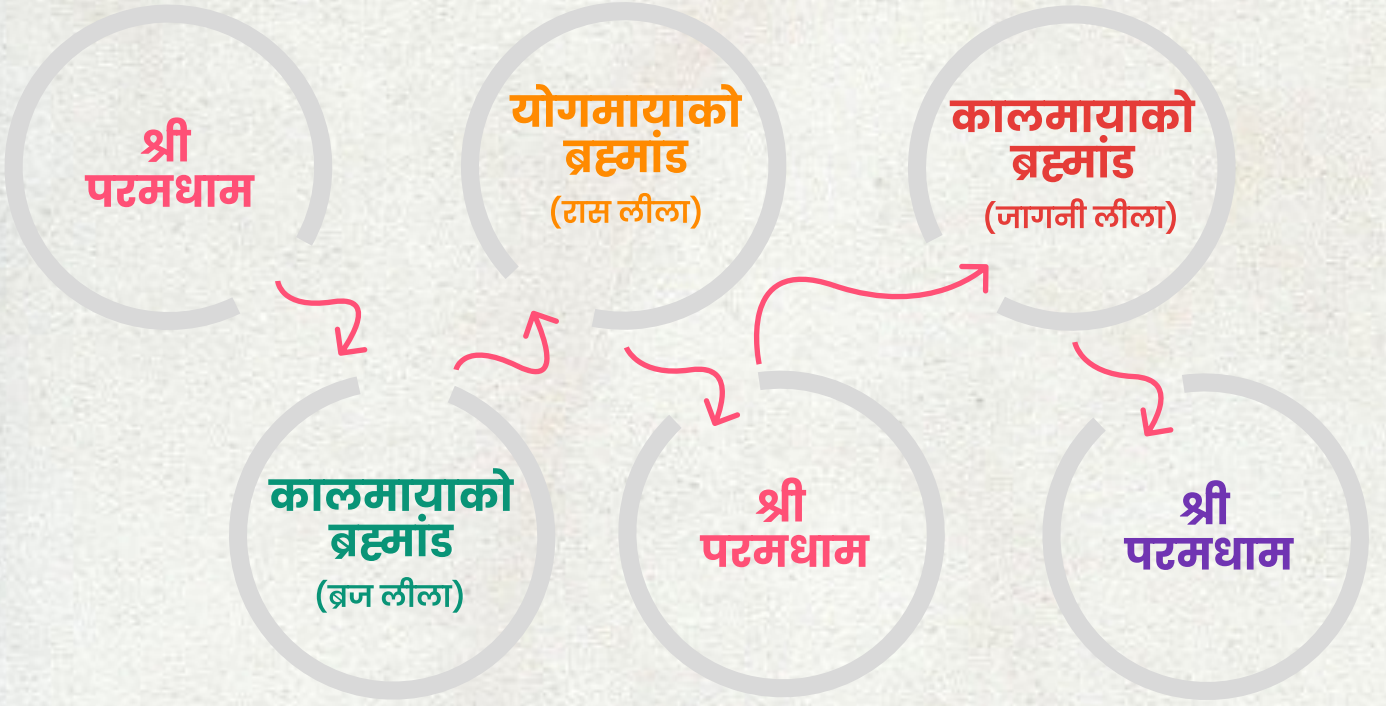 श्री
परमधाम
कालमायाको
ब्रह्मांड
(ब्रज लीला)
योगमायाको
ब्रह्मांड
(रास लीला)
श्री
परमधाम
कालमायाको
ब्रह्मांड
(जागनी लीला)
श्री
परमधाम